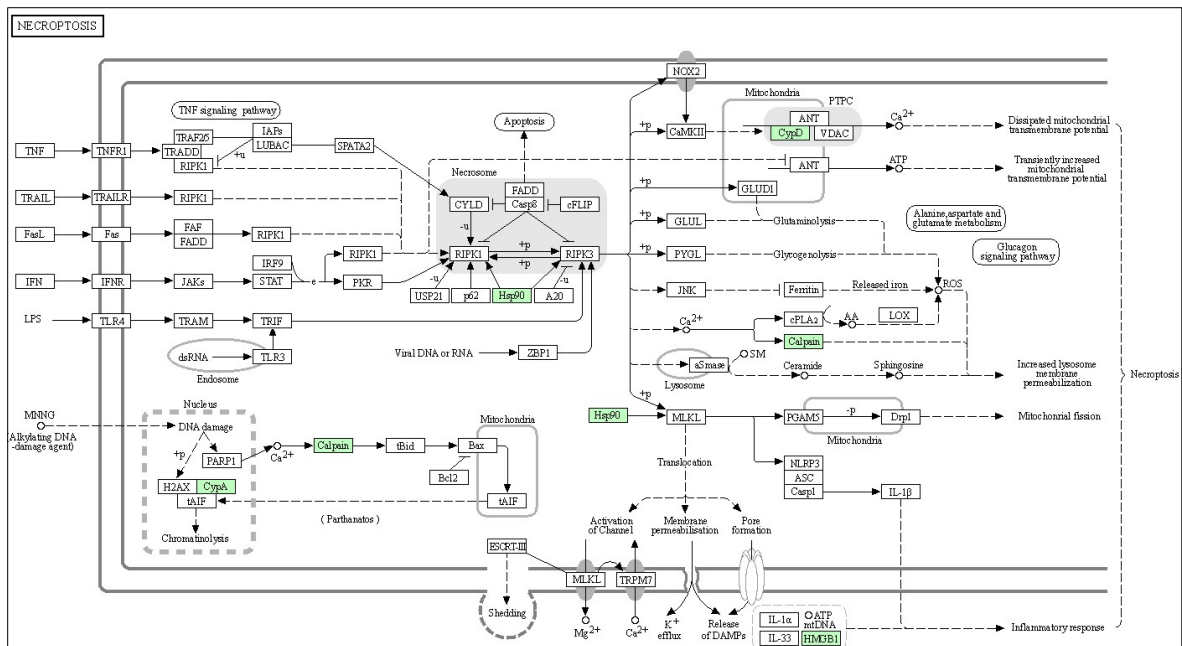 NECROPTOSIS
NOX2
Mitochondria
PTPC
TNF signaling pathway
Apoptosis
+p
CaMKII
ANT
CypD
VDAC
Ca2+
Dissipated mitochondrial
transmembrane potential
TNF
TNFR1
TRAF2/5
TRADD
RIPK1
+u
IAPs
LUBAC
SPATA2
Necrosome
ANT
ATP
Transiently increased
mitochondrial
transmembrane potential
TRAIL
TRAILR
RIPK1
CYLD
FADD
Casp8
cFLIP
+p
GLUD1
FasL
Fas
FAF
FADD
RIPK1
-u
+p
GLUL
Glutaminolysis
Alanine, aspartate and
glutamate metabolism
RIPK1
RIPK1
+p
+p
RIPK3
+p
PYGL
Glycogenolysis
Glucagon
signaling pathway
IFN
IFNR
JAKs
IRF9
STAT
e
PKR
-u
-u
USP21
p62
Hsp90
A20
JNK
Ferritin
Released iron
ROS
LPS
TLR4
TRAM
TRIF
Ca2+
cPLA2
AA
LOX
Calpain
dsRNA
TLR3
Endosome
Viral DNA or RNA
ZBP1
aSmase
SM
Lysosome
Ceramide
Sphingosine
Increased lysosome
membrane
permeabilization
Necroptosis
+p
MNNG
(Alkylating DNA
-damage agent)
Nucleus
DNA damage
+p
PARP1
Ca2+
Calpain
tBid
Bax
Bcl2
Mitochondria
tAIF
Hsp90
MLKL
PGAM5
-p
Drp1
Mitochondria
Mitochonrial fission
H2AX
CypA
tAIF
Chromatinolysis
( Parthanatos )
Translocation
NLRP3
ASC
Casp1
IL-1β
Activation
of Channel
Membrane
permeabilisation
Pore
formation
ESCRT-III
MLKL
TRPM7
Shedding
Mg2+
Ca2+
K+
efflux
Release
of DAMPs
IL-1α
ATP
mtDNA
IL-33
HMGB1
Inflammatory response